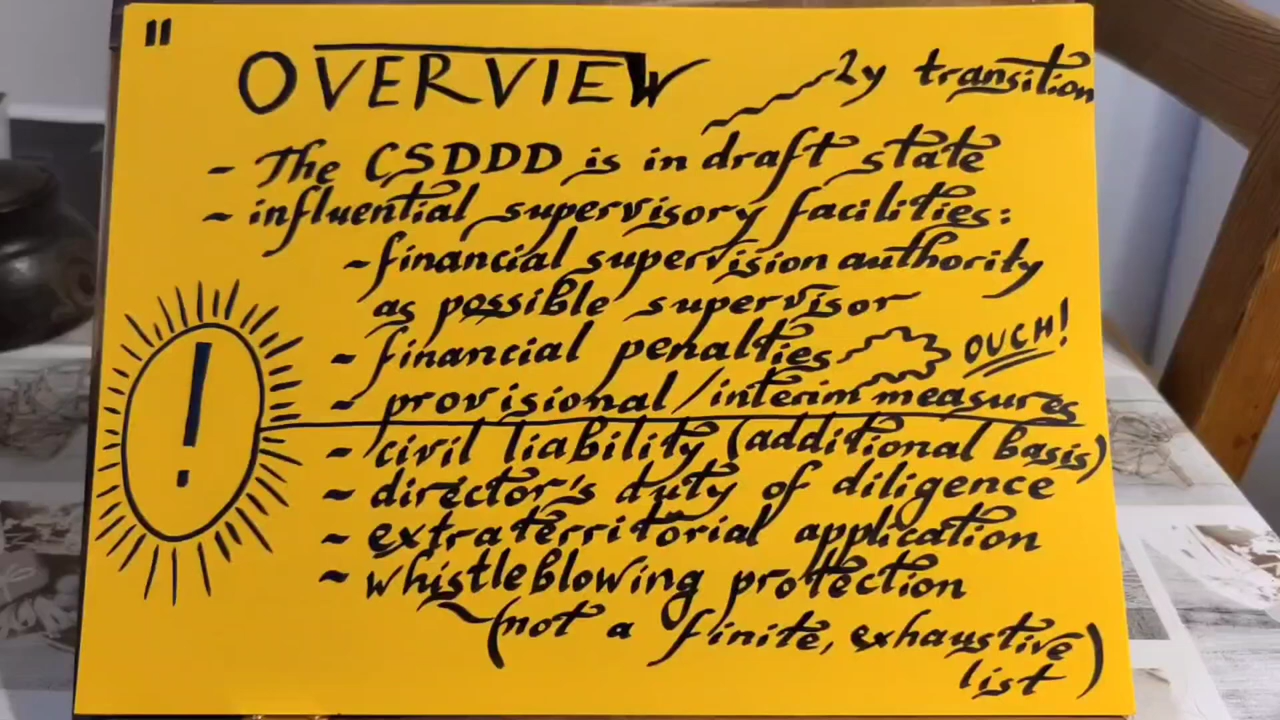 "
OVERVIEW
2y transition
- The CSDDD is in draft state
- influential supervisory facilities:
- financial supervision authority
as possible supervisor
- financial penalties
OUCH!
- provisional/interim measures
- civil liability (additional basis)
- director's duty of diligence
- extraterritorial application
- whistleblowing protection
(not a finite, exhaustive
list)
!